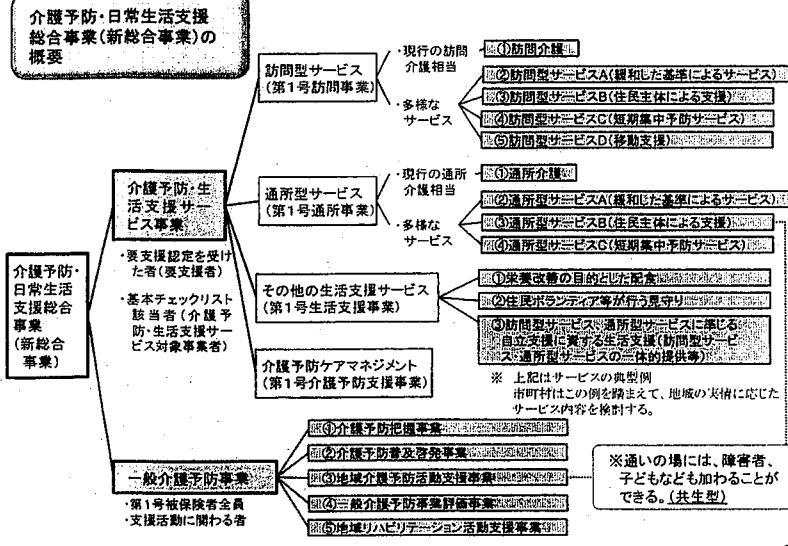 介護予防・日常生活支援
総合事業(新総合事業)の
概要
介護予防・
日常生活
支援総合
事業
(新総合
事業)
介護予防・生
活支援サー
ビス事業
・要支援認定を受け
た者(要支援者)
・基本チェックリスト
該当者(介護予
防・生活支援サー
ビス対象事業者)
訪問型サービス
(第1号訪問事業)
・現行の訪問
介護相当
①訪問介護
・多様な
サービス
②訪問型サービスA(緩和した基準によるサービス)
③訪問型サービスB(住民主体による支援)
④訪問型サービスC(短期集中予防サービス)
⑤訪問型サービスD(移動支援)
通所型サービス
(第1号通所事業)
・現行の通所
介護相当
①通所介護
・多様な
サービス
②通所型サービスA(緩和した基準によるサービス)
③通所型サービスB(住民主体による支援)
④通所型サービスC(短期集中予防サービス)
その他の生活支援サービス
(第1号生活支援事業)
①栄養改善の目的とした配食
②住民ボランティア等が行う見守り
③訪問型サービス、通所型サービスに準じる
自立支援に資する生活支援(訪問型サービ
ス・通所型サービスの一体的提供等)
介護予防ケアマネジメント
(第1号介護予防支援事業)
※ 上記はサービスの典型例
市町村はこの例を踏まえて、地域の実情に応じた
サービス内容を検討する。
一般介護予防事業
・第1号被保険者全員
・支援活動に関わる者
①介護予防把握事業
②介護予防普及啓発事業
③地域介護予防活動支援事業
④一般介護予防事業評価事業
⑤地域リハビリテーション活動支援事業
※通いの場には、障害者、
子どもなども加わることが
できる。(共生型)